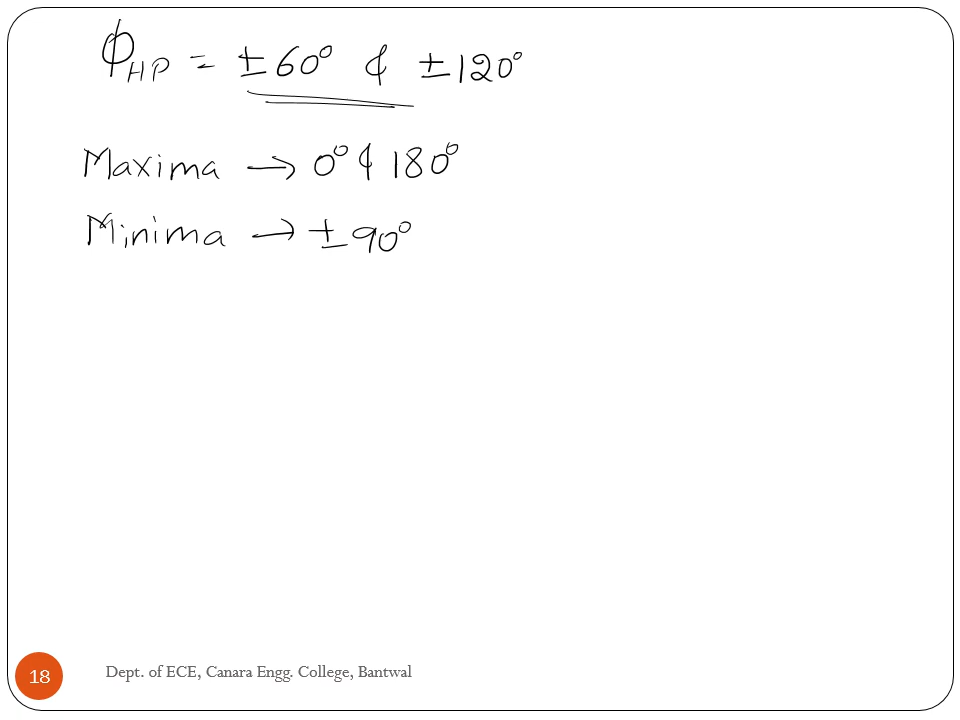 ΦHP = ±60° & ±120°
Maxima → 0° & 180°
Minima → ±90°
18
Dept. of ECE, Canara Engg. College, Bantwal